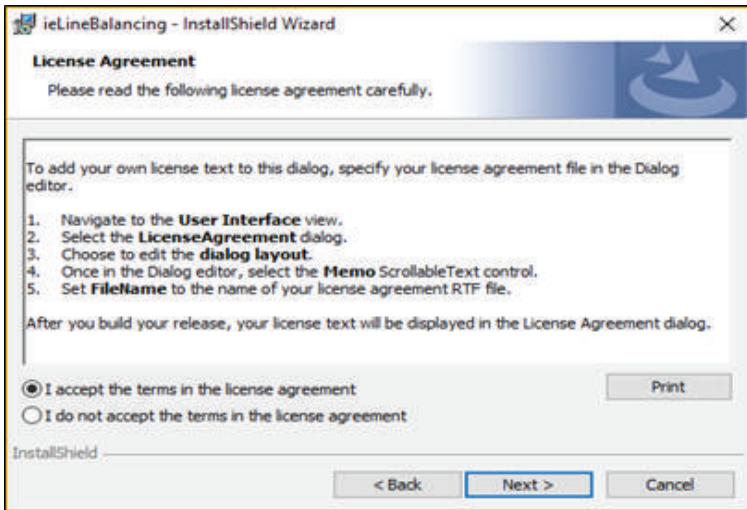 ieLineBalancing - InstallShield Wizard
License Agreement
Please read the following license agreement carefully.
To add your own license text to this dialog, specify your license agreement file in the Dialog
editor.
1. Navigate to the User Interface view.
2. Select the LicenseAgreement dialog.
3. Choose to edit the dialog layout.
4. Once in the Dialog editor, select the Memo ScrollableText control.
5. Set FileName to the name of your license agreement RTF file.
After you build your release, your license text will be displayed in the License Agreement dialog.
I accept the terms in the license agreement
Print
I do not accept the terms in the license agreement
InstallShield
< Back
Next >
Cancel